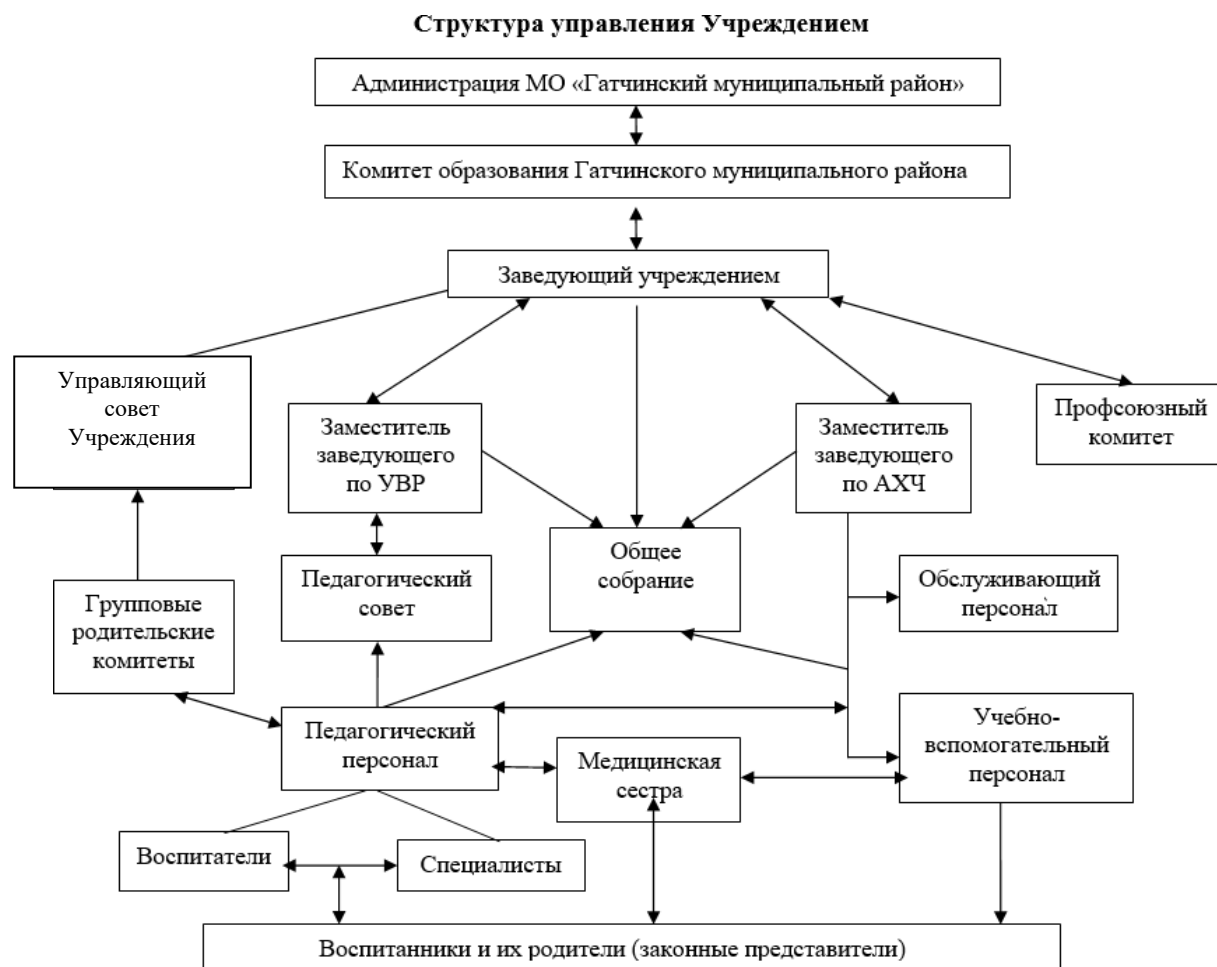 Структура управления Учреждением
Администрация МО «Гатчинский муниципальный район»
Комитет образования Гатчинского муниципального района
Заведующий учреждением
Управляющий
совет
Учреждения
Заместитель
заведующего
по УВР
Заместитель
заведующего
по АХЧ
Профсоюзный
комитет
Общее
собрание
Педагогический
совет
Обслуживающий
персонал
Групповые
родительские
комитеты
Педагогический
персонал
Медицинская
сестра
Учебно-
вспомогательный
персонал
Воспитатели
Специалисты
Воспитанники и их родители (законные представители)